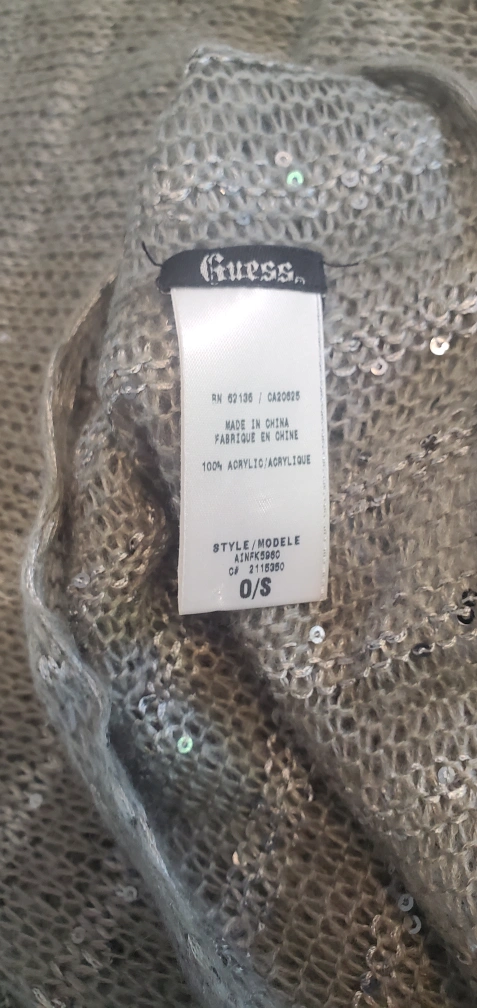 Guess
RN 62136 / CA20625
MADE IN CHINA
FABRIQUE EN CHINE
100% ACRYLIC/ACRYLIQUE
STYLE/MODELE
AINFK5960
C# 2115350
O/S